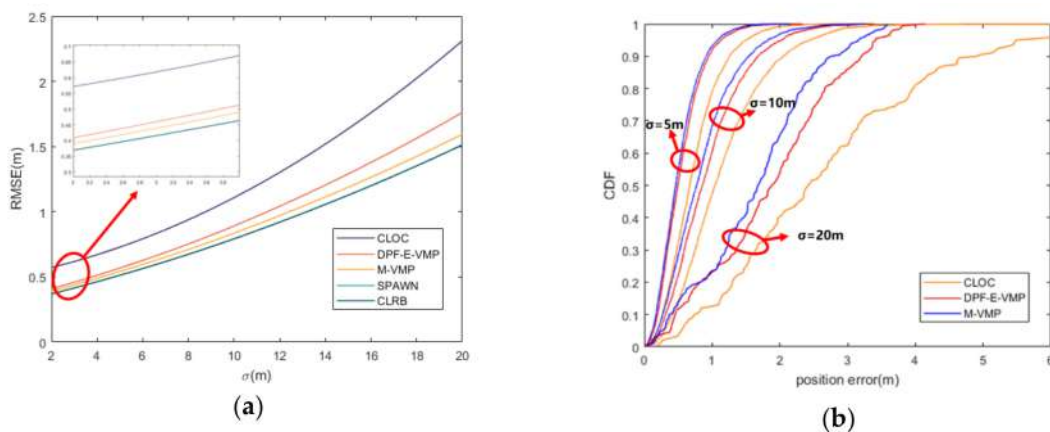 2.5
2
1.5
1
0.5
0
RMSE(m)
2 4 6 8 10 12 14 16 18 20
σ(m)
CLOC
DPF-E-VMP
M-VMP
SPAWN
CLRB
(a)
1
0.9
0.8
0.7
0.6
0.5
0.4
0.3
0.2
0.1
0
CDF
0 1 2 3 4 5 6
position error(m)
σ=5m
σ=10m
σ=20m
CLOC
DPF-E-VMP
M-VMP
(b)